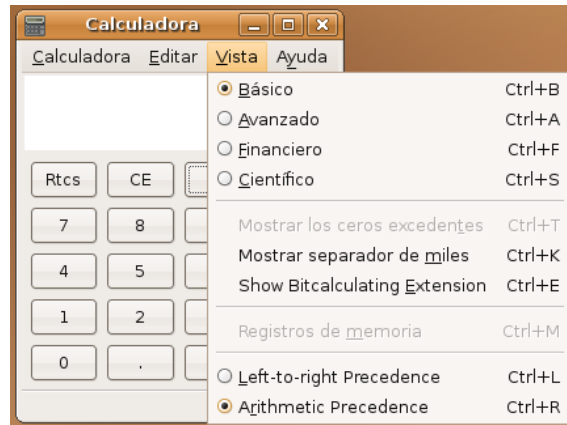 Calculadora
Calculadora Editar Vista Ayuda
Básico Ctrl+B
Avanzado Ctrl+A
Financiero Ctrl+F
Científico Ctrl+S
Mostrar los ceros excedentes Ctrl+T
Mostrar separador de miles Ctrl+K
Show Bitcalculating Extension Ctrl+E
Registros de memoria Ctrl+M
Left-to-right Precedence Ctrl+L
Arithmetic Precedence Ctrl+R
Rtcs CE
7 8
4 5
1 2
0 .